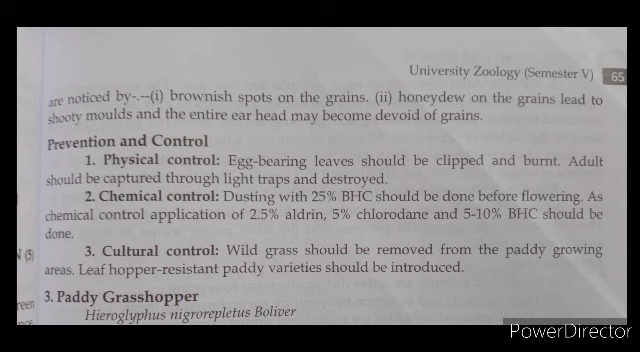 University Zoology (Semester V) 65
are noticed by-.--(i) brownish spots on the grains. (ii) honeydew on the grains lead to
shooty moulds and the entire ear head may become devoid of grains.
Prevention and Control
1. Physical control: Egg-bearing leaves should be clipped and burnt. Adult
should be captured through light traps and destroyed.
2. Chemical control: Dusting with 25% BHC should be done before flowering. As
chemical control application of 2.5% aldrin, 5% chlorodane and 5-10% BHC should be
done.
3. Cultural control: Wild grass should be removed from the paddy growing
areas. Leaf hopper-resistant paddy varieties should be introduced.
3. Paddy Grasshopper
Hieroglyphus nigrorepletus Boliver
(5)
reen
PowerDirector